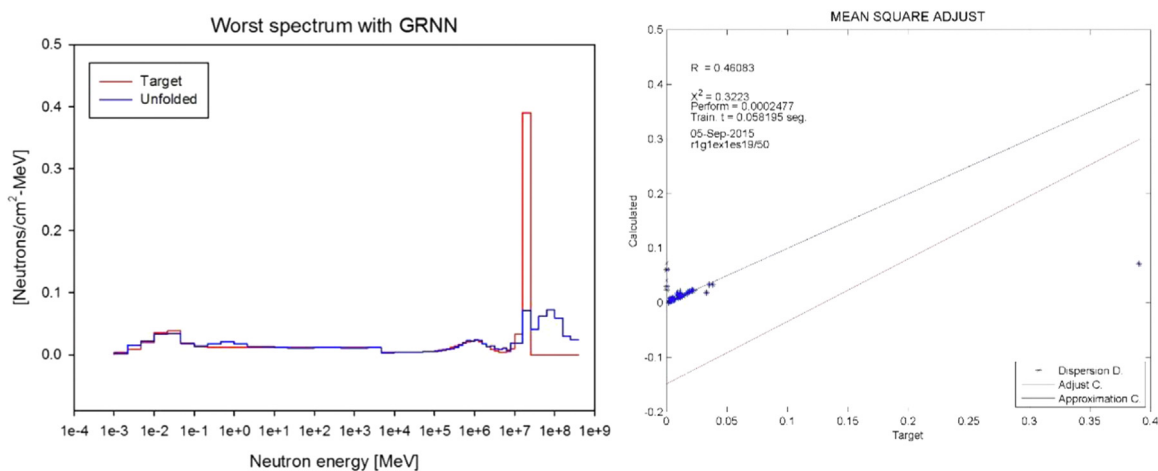 Worst spectrum with GRNN
0.5
0.4
0.3
0.2
0.1
0.0
[Neutrons/cm²-MeV]
Target
Unfolded
1e-4 1e-3 1e-2 1e-1 1e+0 1e+1 1e+2 1e+3 1e+4 1e+5 1e+6 1e+7 1e+8 1e+9
Neutron energy [MeV]
MEAN SQUARE ADJUST
0.5
0.4
0.3
0.2
0.1
0
-0.1
-0.2
Calculated
R = 0.46083
X² = 0.3223
Perform = 0.0002477
Train. t = 0.058195 seg.
05-Sep-2015
r1g1ex1es19/50
Dispersion D.
Adjust C.
Approximation C.
0 0.05 0.1 0.15 0.2 0.25 0.3 0.35 0.4
Target